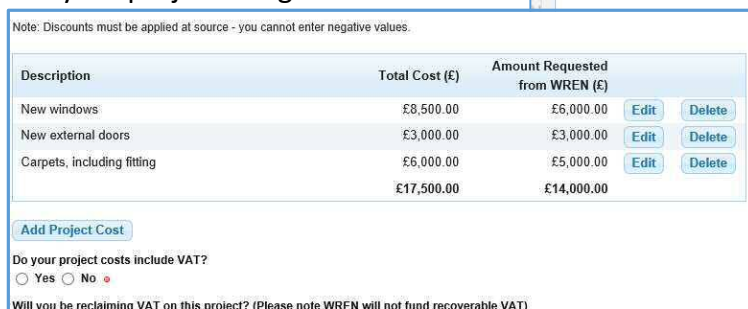 Note: Discounts must be applied at source - you cannot enter negative values.
Description Total Cost (£) Amount Requested from WREN (£)
New windows £8,500.00 £6,000.00 Edit Delete
New external doors £3,000.00 £3,000.00 Edit Delete
Carpets, including fitting £6,000.00 £5,000.00 Edit Delete
£17,500.00 £14,000.00
Add Project Cost
Do your project costs include VAT?
Yes No
Will you be reclaiming VAT on this project? (Please note WREN will not fund recoverable VAT)